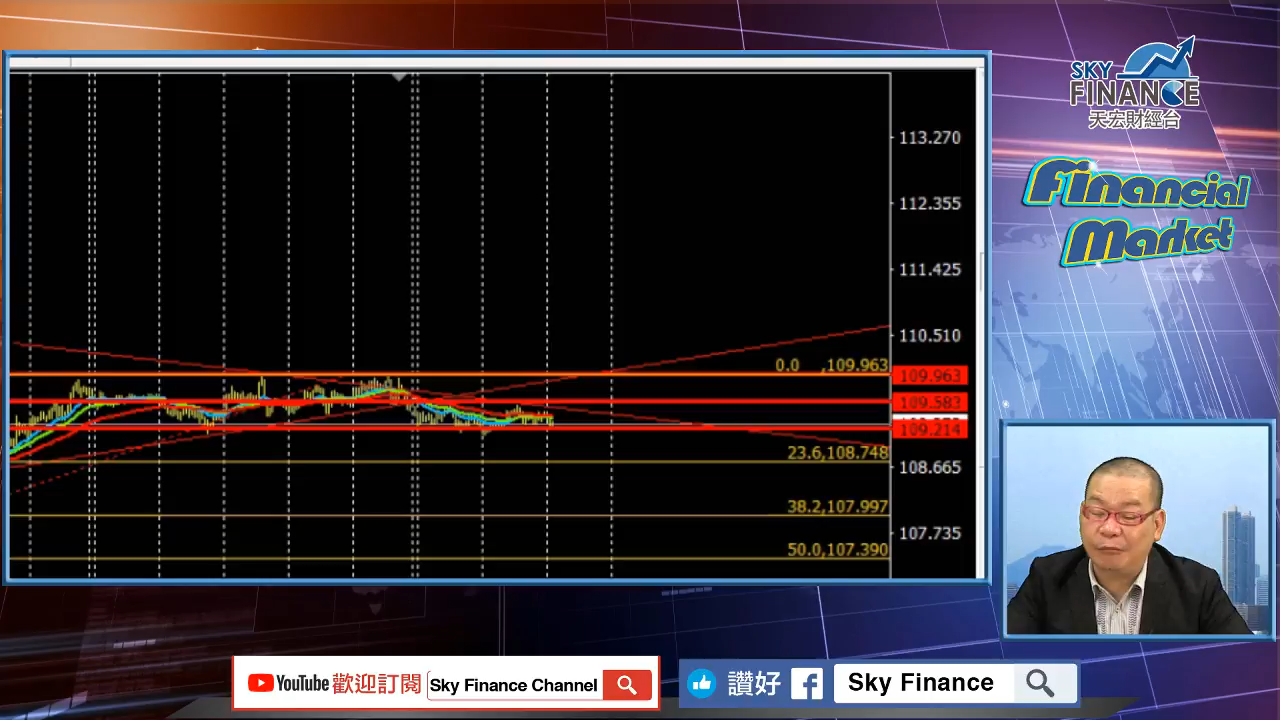 SKY
FINANCE
天宏財經台
Financial
Market
113.270
112.355
111.425
110.510
0.0 ,109.963
109.963
109.583
109.214
23.6,108.748
108.665
38.2,107.997
107.735
50.0,107.390
YouTube 歡迎訂閱 Sky Finance Channel
讚好 f Sky Finance